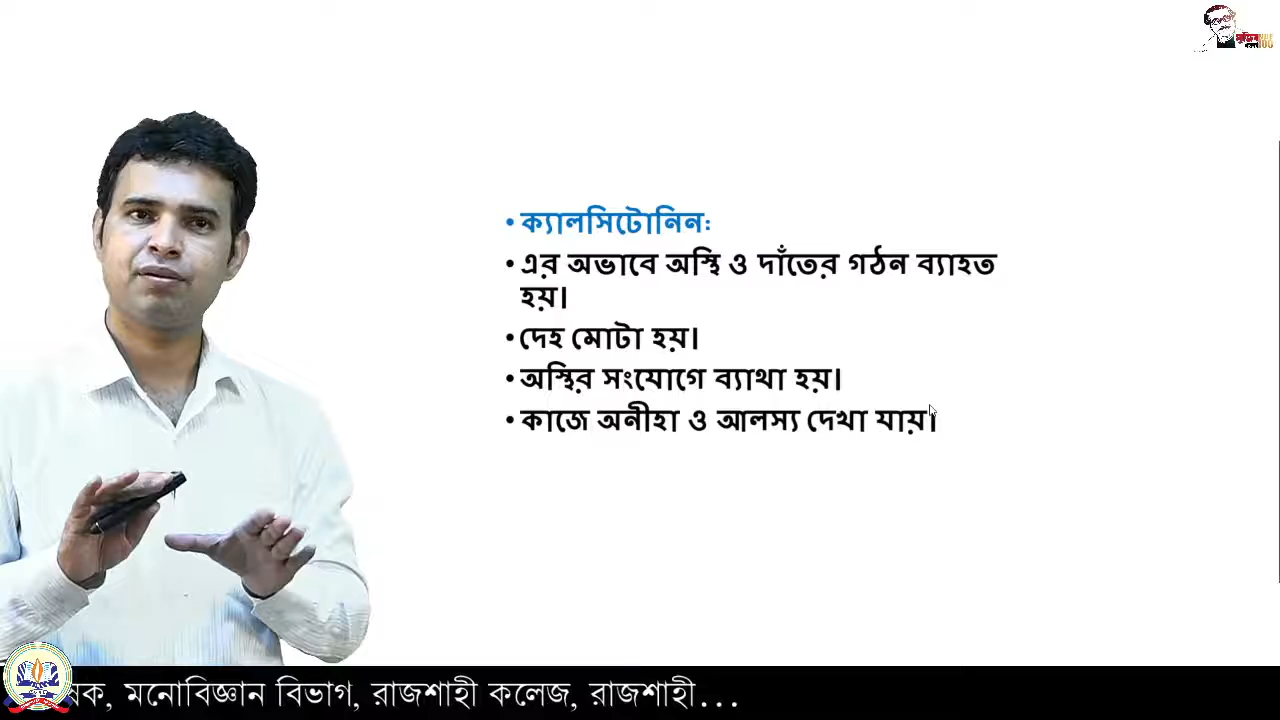 • ক্যালসিটোনিনঃ
• এর অভাবে অস্থি ও দাঁতের গঠন ব্যাহত
হয়।
• দেহ মোটা হয়।
• অস্থির সংযোগে ব্যাথা হয়।
• কাজে অনীহা ও আলস্য দেখা যায়।
মনোবিজ্ঞান বিভাগ, রাজশাহী কলেজ, রাজশাহী...